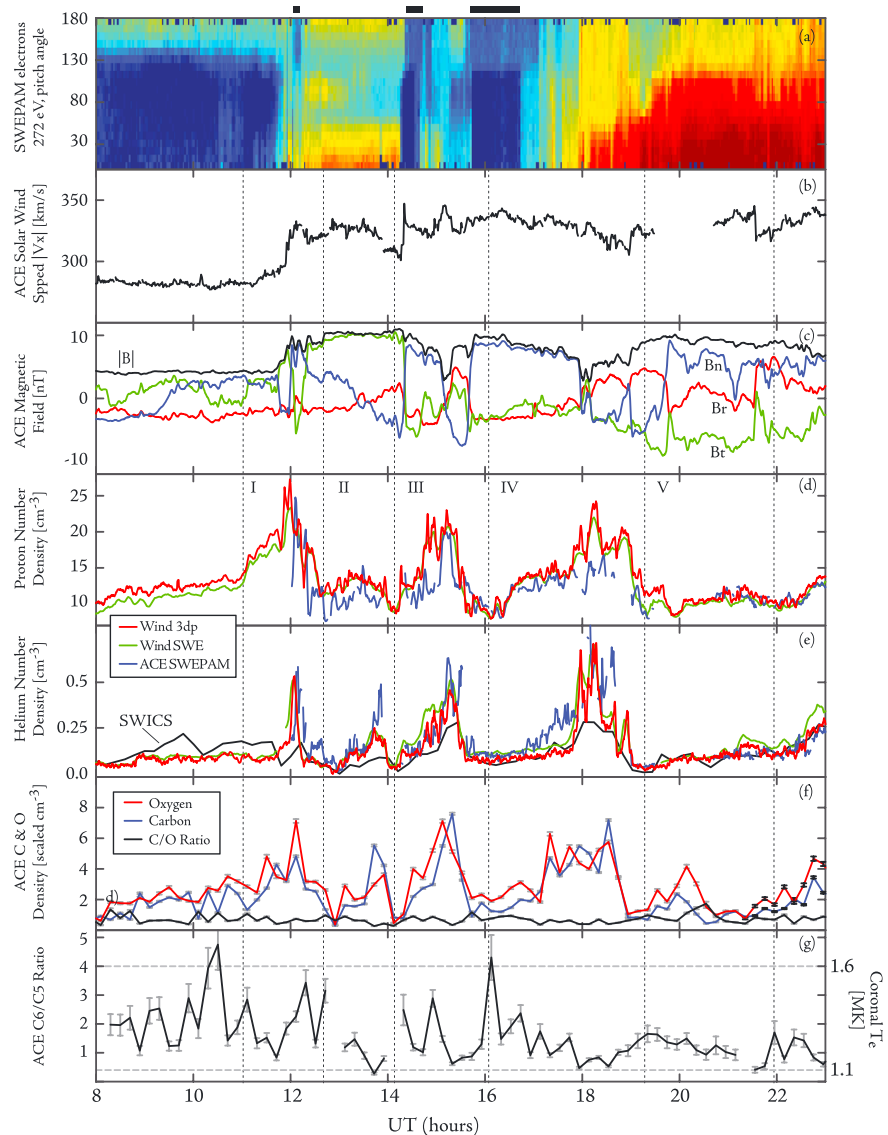 180
130
80
30
SWEPAM electrons
272 eV, pitch angle
(a)
350
300
ACE Solar Wind
Spped |Vx| [km/s]
(b)
10
0
-10
ACE Magnetic
Field [nT]
|B|
(c)
Bn
Br
Bt
25
20
15
10
Proton Number
Density [cm-3]
I
II
III
IV
V
(d)
Wind 3dp
Wind SWE
ACE SWEPAM
0.5
0.25
0.0
Helium Number
Density [cm-3]
SWICS
(e)
8
6
4
2
ACE C & O
Density [scaled cm-3]
Oxygen
Carbon
C/O Ratio
(f)
d)
5
4
3
2
1
ACE C6/C5 Ratio
(g)
1.6
1.1
Coronal Te
[MK]
8
10
12
14
16
18
20
22
UT (hours)